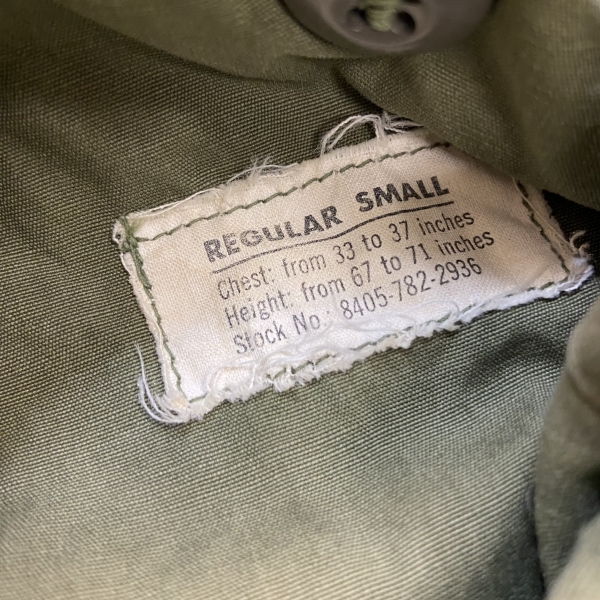 REGULAR SMALL
Chest: from 33 to 37 inches
Height: from 67 to 71 inches
Stock No.: 8405-782-2936